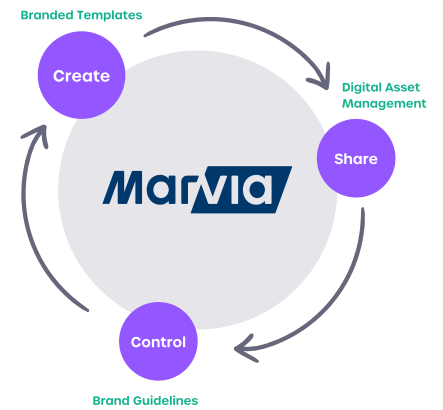 Branded Templates
Create
Digital Asset
Management
Share
Marvia
Control
Brand Guidelines